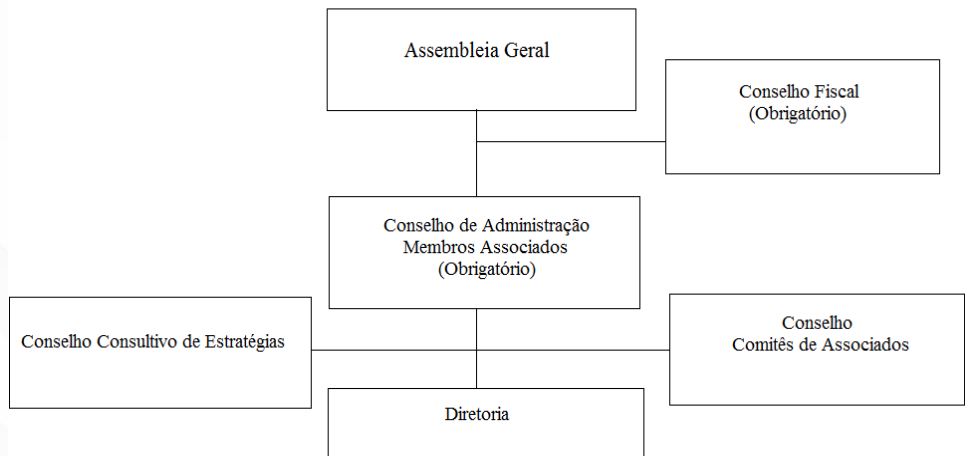 Assembleia Geral
Conselho Fiscal
(Obrigatório)
Conselho de Administração
Membros Associados
(Obrigatório)
Conselho Consultivo de Estratégias
Conselho
Comitês de Associados
Diretoria